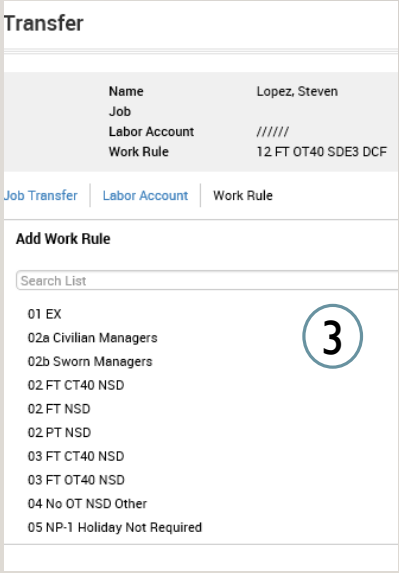 Transfer
Name Lopez, Steven
Job
Labor Account //////
Work Rule 12 FT OT40 SDE3 DCF
Job Transfer Labor Account Work Rule
Add Work Rule
Search List
01 EX
3
02a Civilian Managers
02b Sworn Managers
02 FT CT40 NSD
02 FT NSD
02 PT NSD
03 FT CT40 NSD
03 FT OT40 NSD
04 No OT NSD Other
05 NP-1 Holiday Not Required